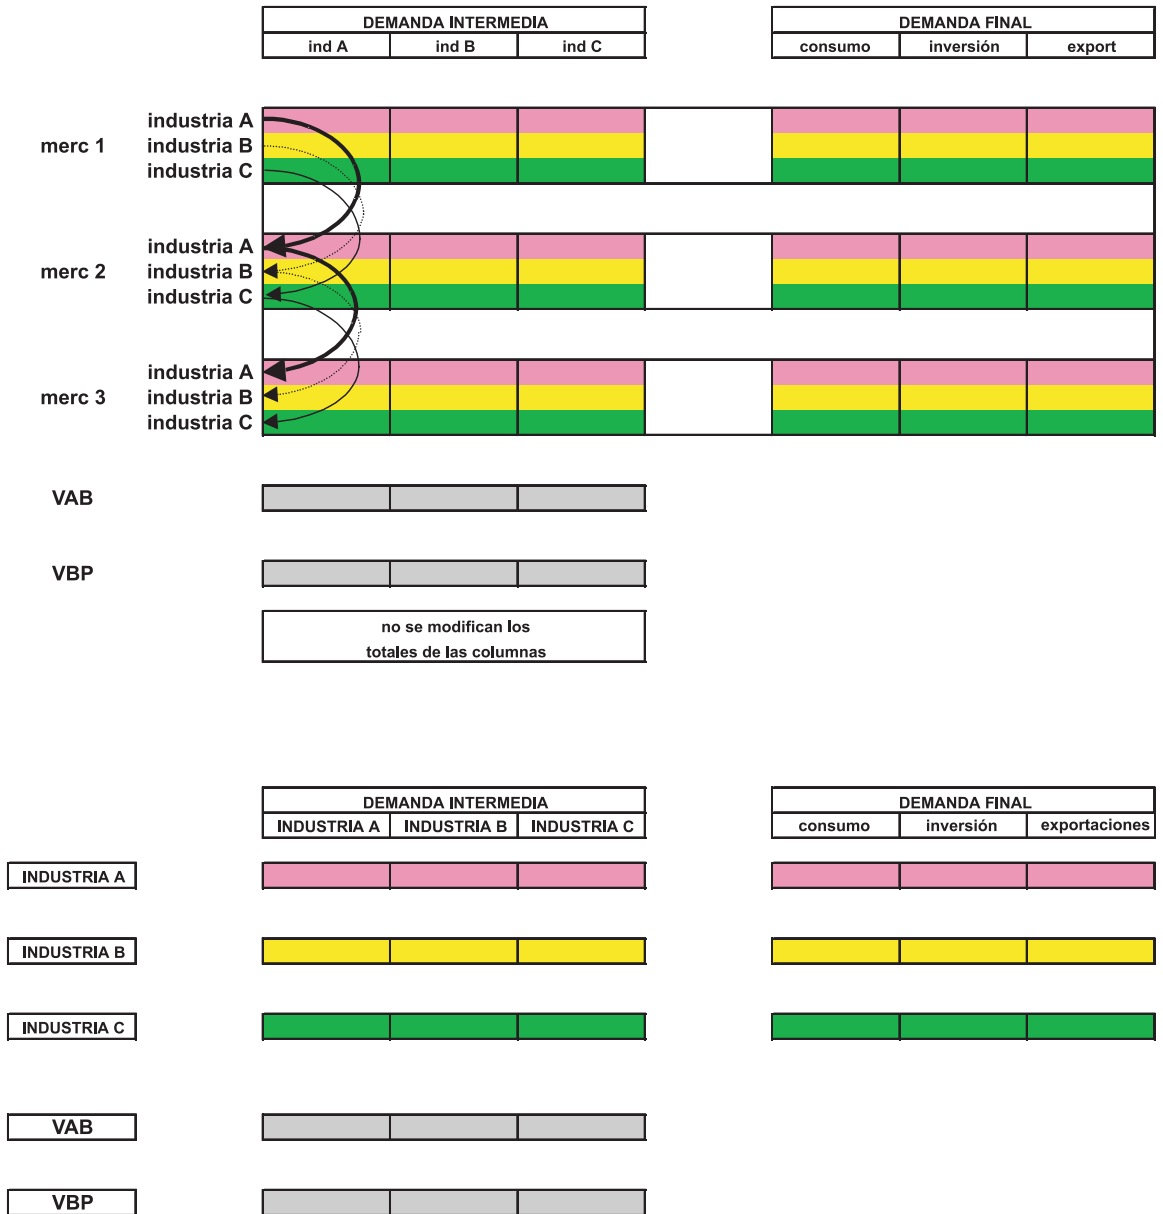 DEMANDA INTERMEDIA DEMANDA FINAL
ind A ind B ind C consumo inversión export
industria A
merc 1 industria B
industria C
industria A
merc 2 industria B
industria C
industria A
merc 3 industria B
industria C
VAB
VBP
no se modifican los
totales de las columnas
DEMANDA INTERMEDIA DEMANDA FINAL
INDUSTRIA A INDUSTRIA B INDUSTRIA C consumo inversión exportaciones
INDUSTRIA A
INDUSTRIA B
INDUSTRIA C
VAB
VBP